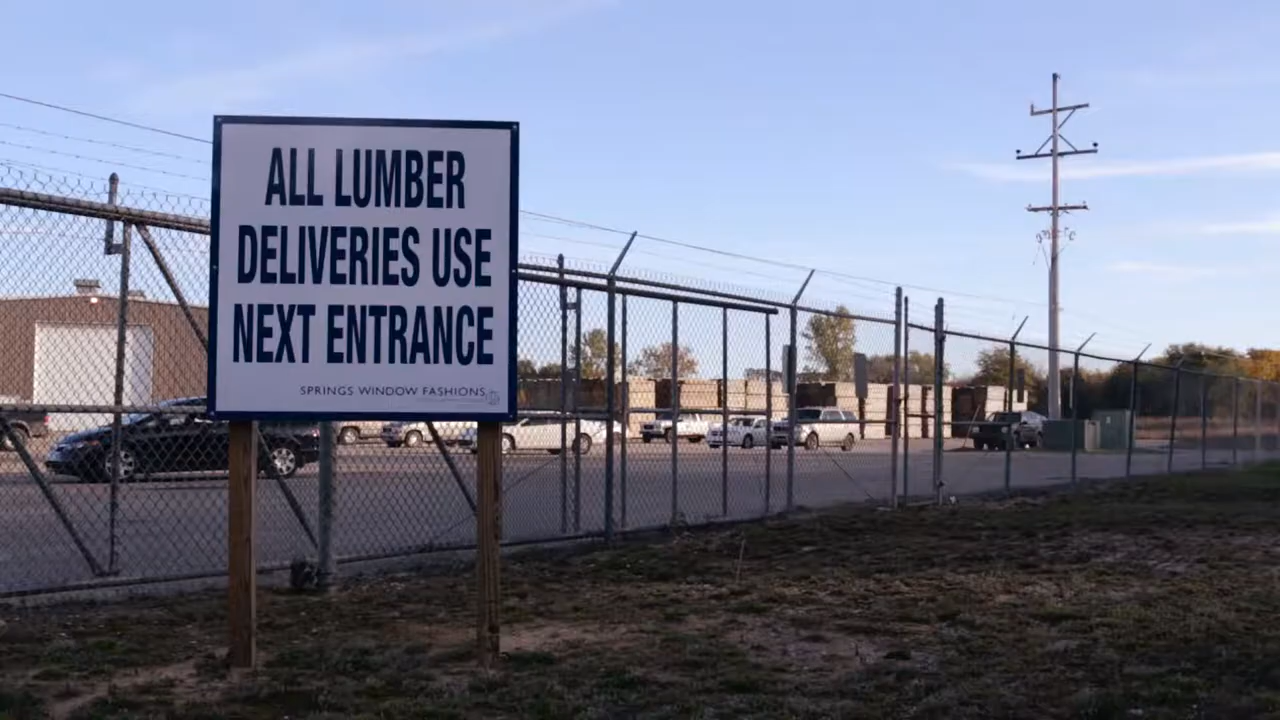 ALL LUMBER
DELIVERIES USE
NEXT ENTRANCE
SPRINGS WINDOW FASHIONS